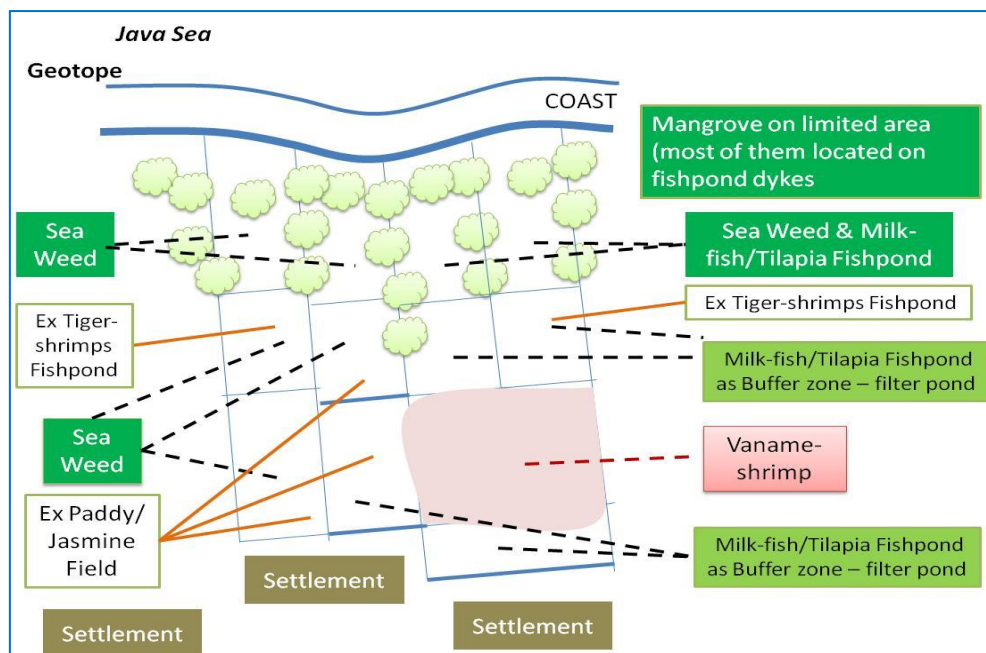 Java Sea
Geotope
COAST
Mangrove on limited area
(most of them located on
fishpond dykes
Sea
Weed
Sea Weed & Milk-
fish/Tilapia Fishpond
Ex Tiger-
shrimps
Fishpond
Ex Tiger-shrimps Fishpond
Milk-fish/Tilapia Fishpond
as Buffer zone – filter pond
Sea
Weed
Vaname-
shrimp
Ex Paddy/
Jasmine
Field
Milk-fish/Tilapia Fishpond
as Buffer zone – filter pond
Settlement
Settlement
Settlement